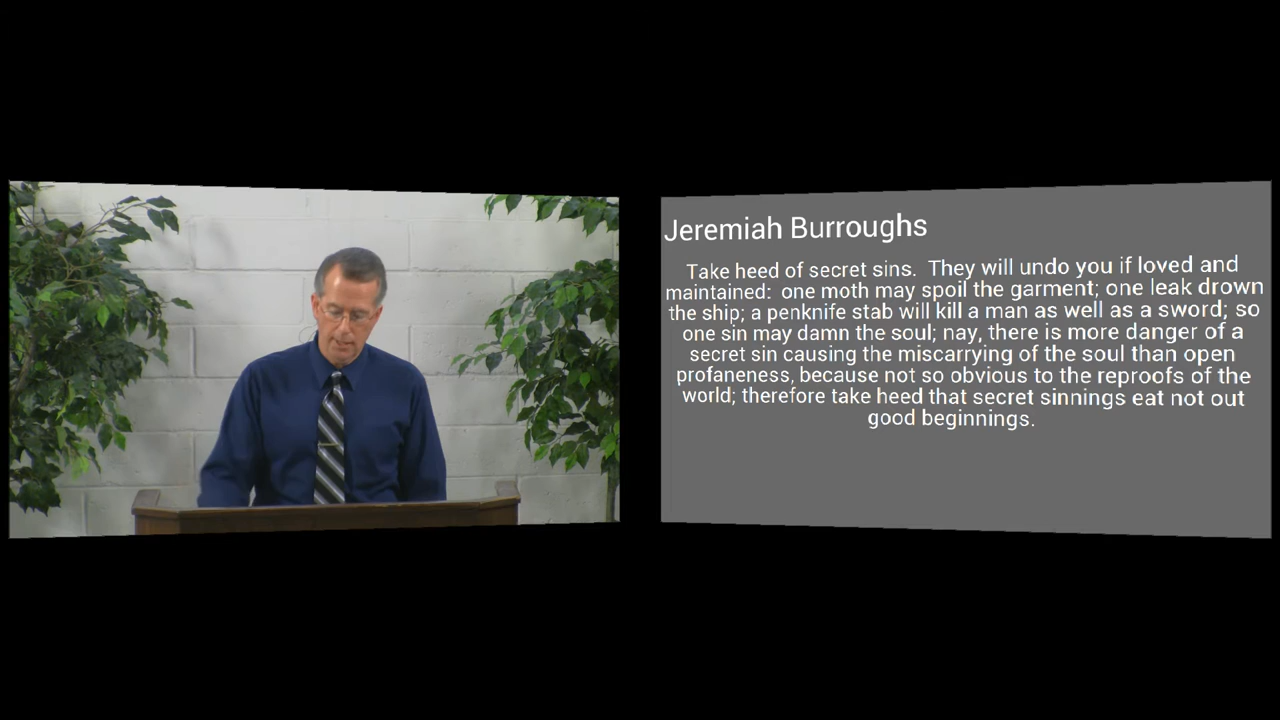 Jeremiah Burroughs
Take heed of secret sins.  They will undo you if loved and
maintained:  one moth may spoil the garment; one leak drown
the ship; a penknife stab will kill a man as well as a sword; so
one sin may damn the soul; nay, there is more danger of a
secret sin causing the miscarrying of the soul than open
profaneness, because not so obvious to the reproofs of the
world; therefore take heed that secret sinnings eat not out
good beginnings.